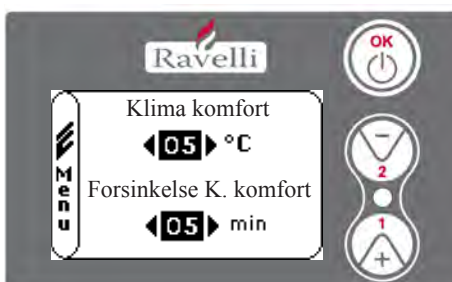 Ravelli
OK
Klima komfort
05 °C
Menu
Forsinkelse K. komfort
05 min
−
2
1
+